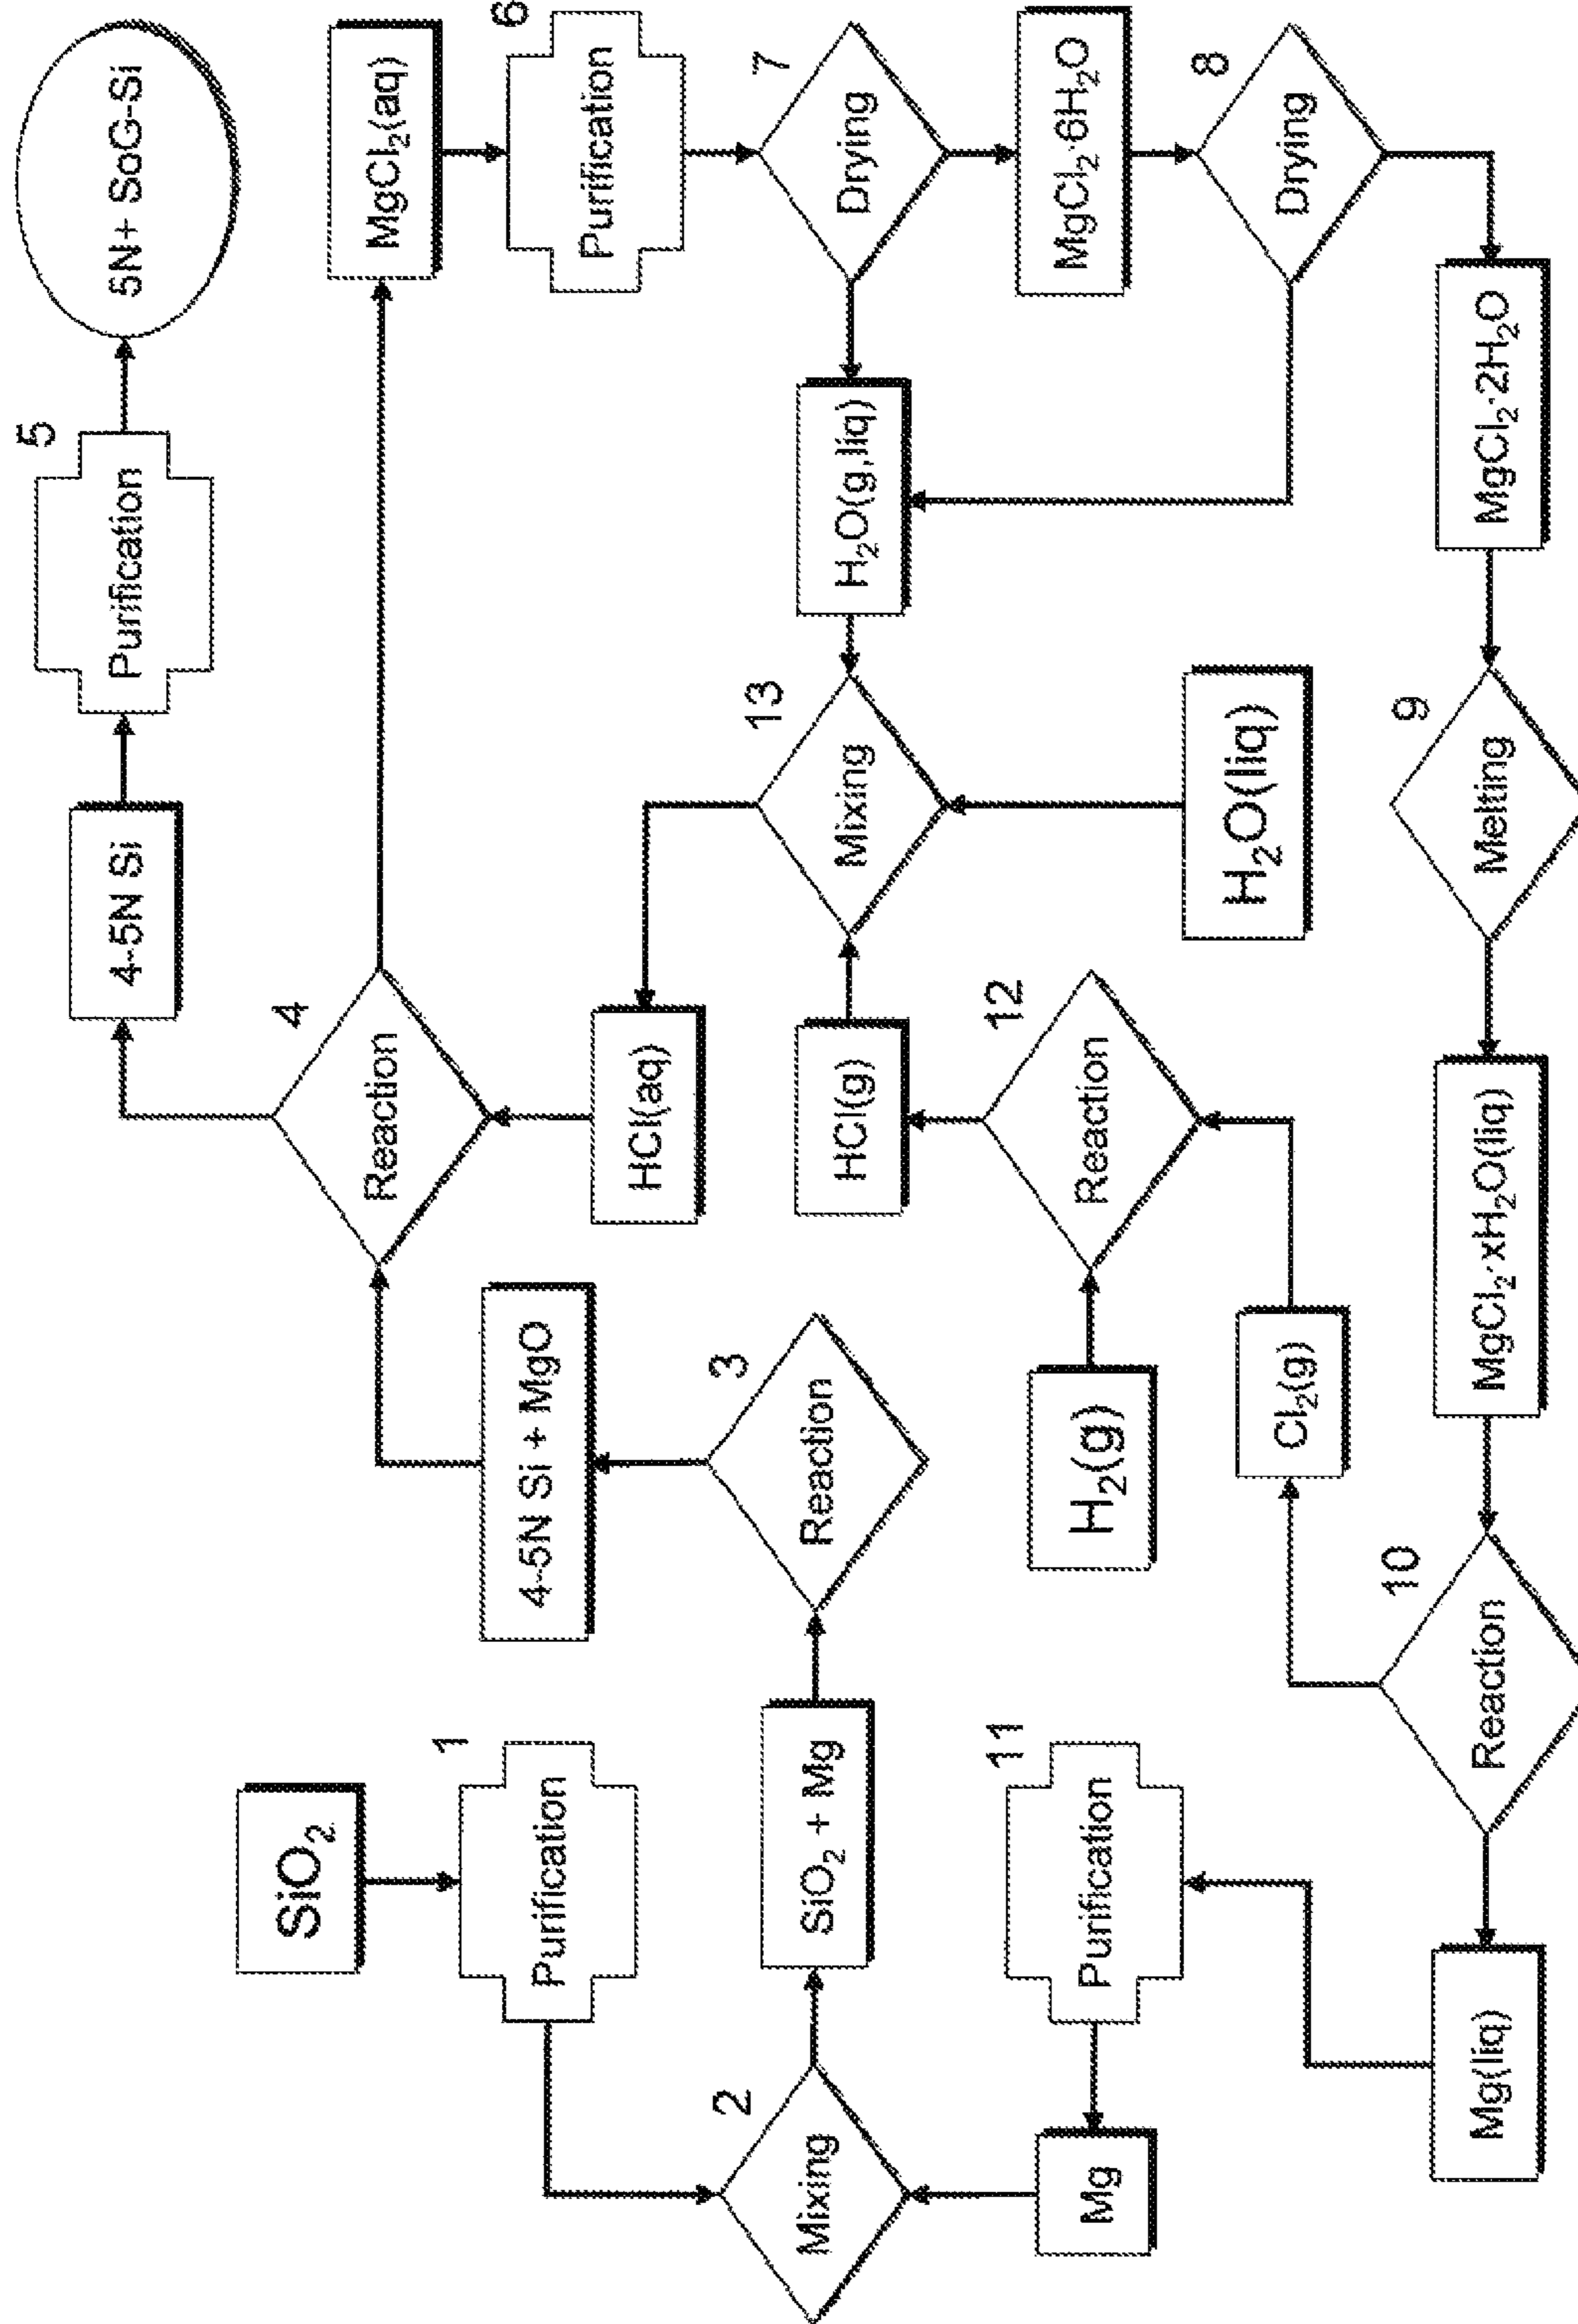 SiO₂
1
Purification
2
Mixing
SiO₂ + Mg
3
Reaction
4-5N Si + MgO
4
Reaction
4-5N Si
5
Purification
5N+ SoG-Si
MgCl₂(aq)
6
Purification
7
Drying
MgCl₂·6H₂O
8
Drying
H₂O(g,liq)
MgCl₂·2H₂O
9
Melting
MgCl₂·xH₂O(liq)
10
Reaction
Mg(liq)
11
Purification
Mg
Cl₂(g)
H₂(g)
12
Reaction
HCl(g)
13
Mixing
H₂O(liq)
HCl(aq)